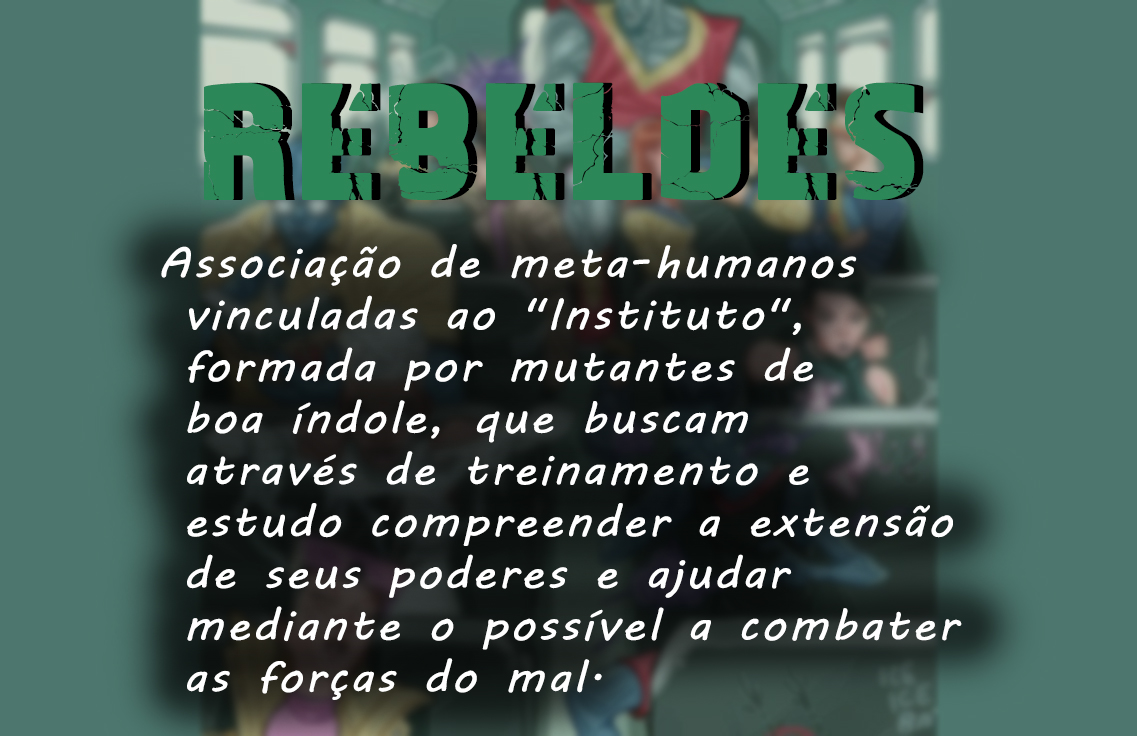 REBELDES
Associação de meta-humanos
vinculadas ao "Instituto",
formada por mutantes de
boa índole, que buscam
através de treinamento e
estudo compreender a extensão
de seus poderes e ajudar
mediante o possível a combater
as forças do mal.